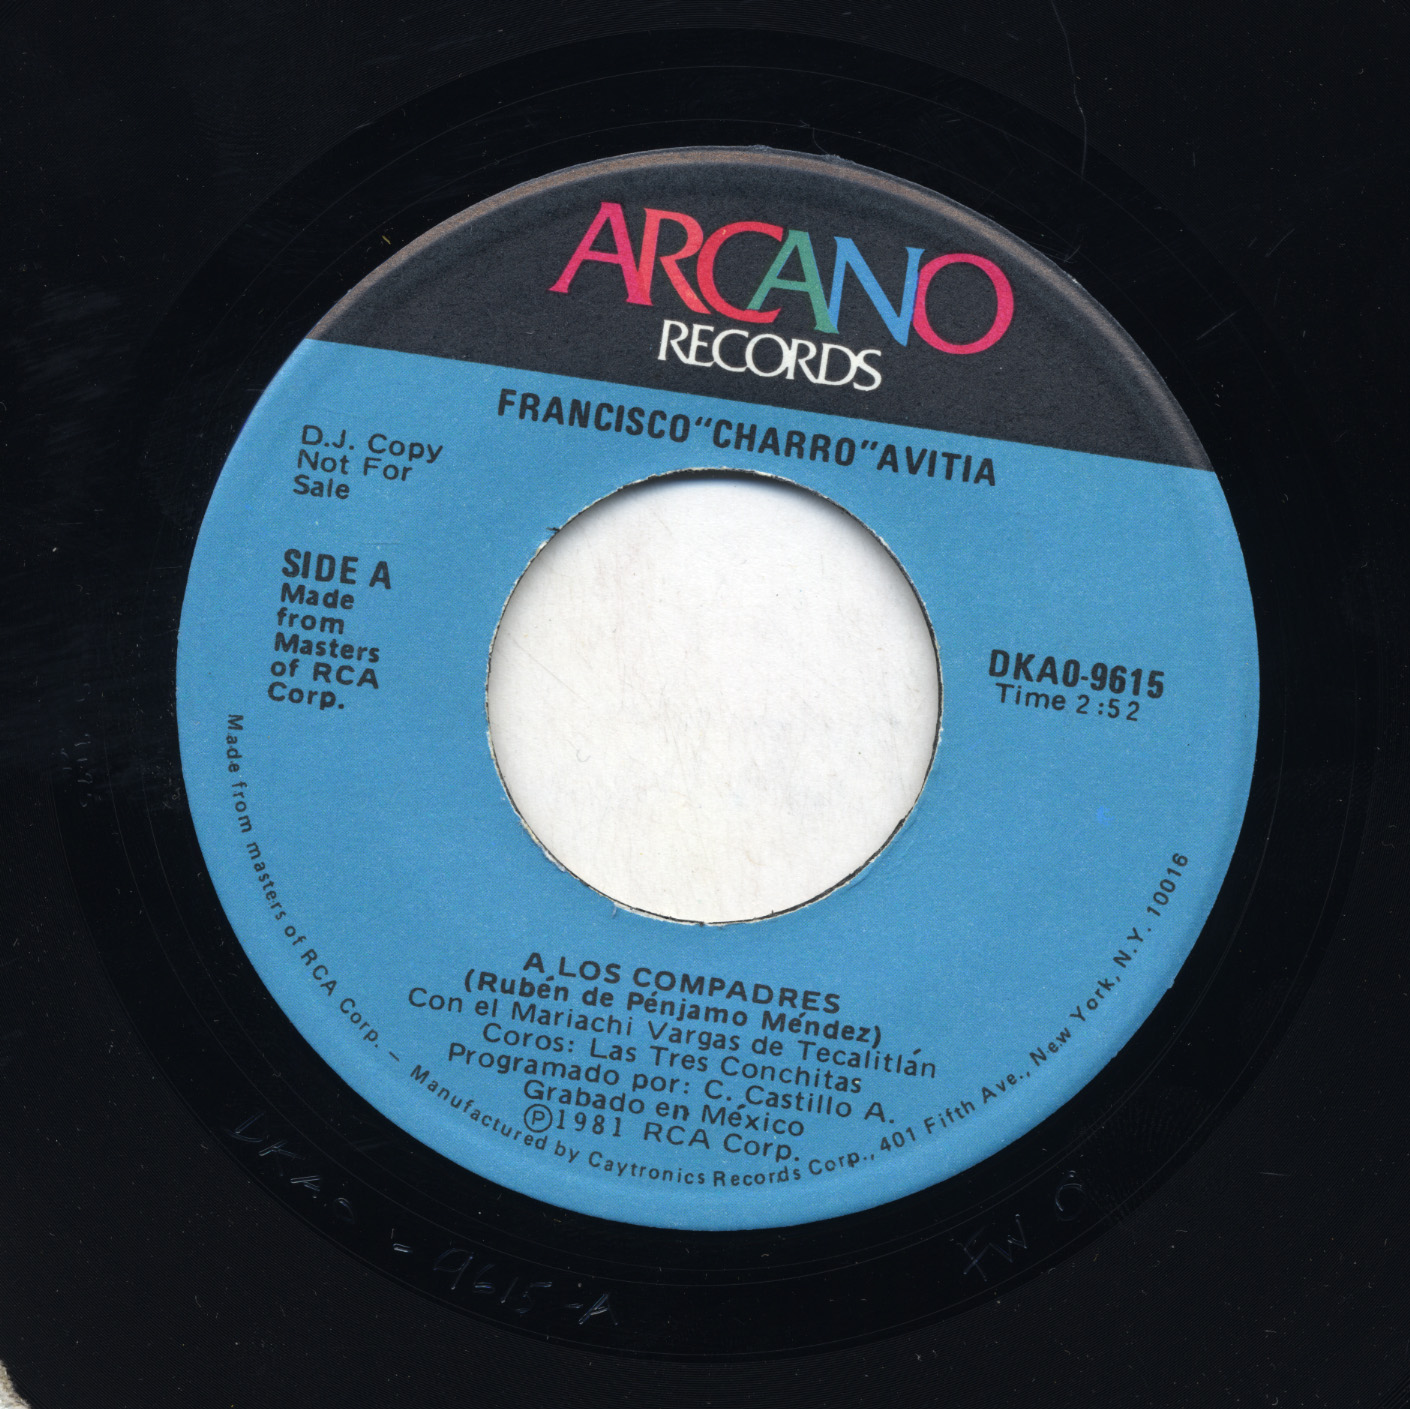 ARCANO
RECORDS
FRANCISCO "CHARRO" AVITIA
D.J. Copy
Not For
Sale
SIDE A
Made
from
Masters
of RCA
Corp.
DKA0-9615
Time 2:52
A LOS COMPADRES
(Rubén de Pénjamo Méndez)
Con el Mariachi Vargas de Tecalitlán
Coros: Las Tres Conchitas
Programado por: C. Castillo A.
Grabado en México
℗1981 RCA Corp.
Made from masters of RCA Corp. – Manufactured by Caytronics Records Corp., 401 Fifth Ave., New York, N.Y. 10016
DKAO - 9615-A
FW